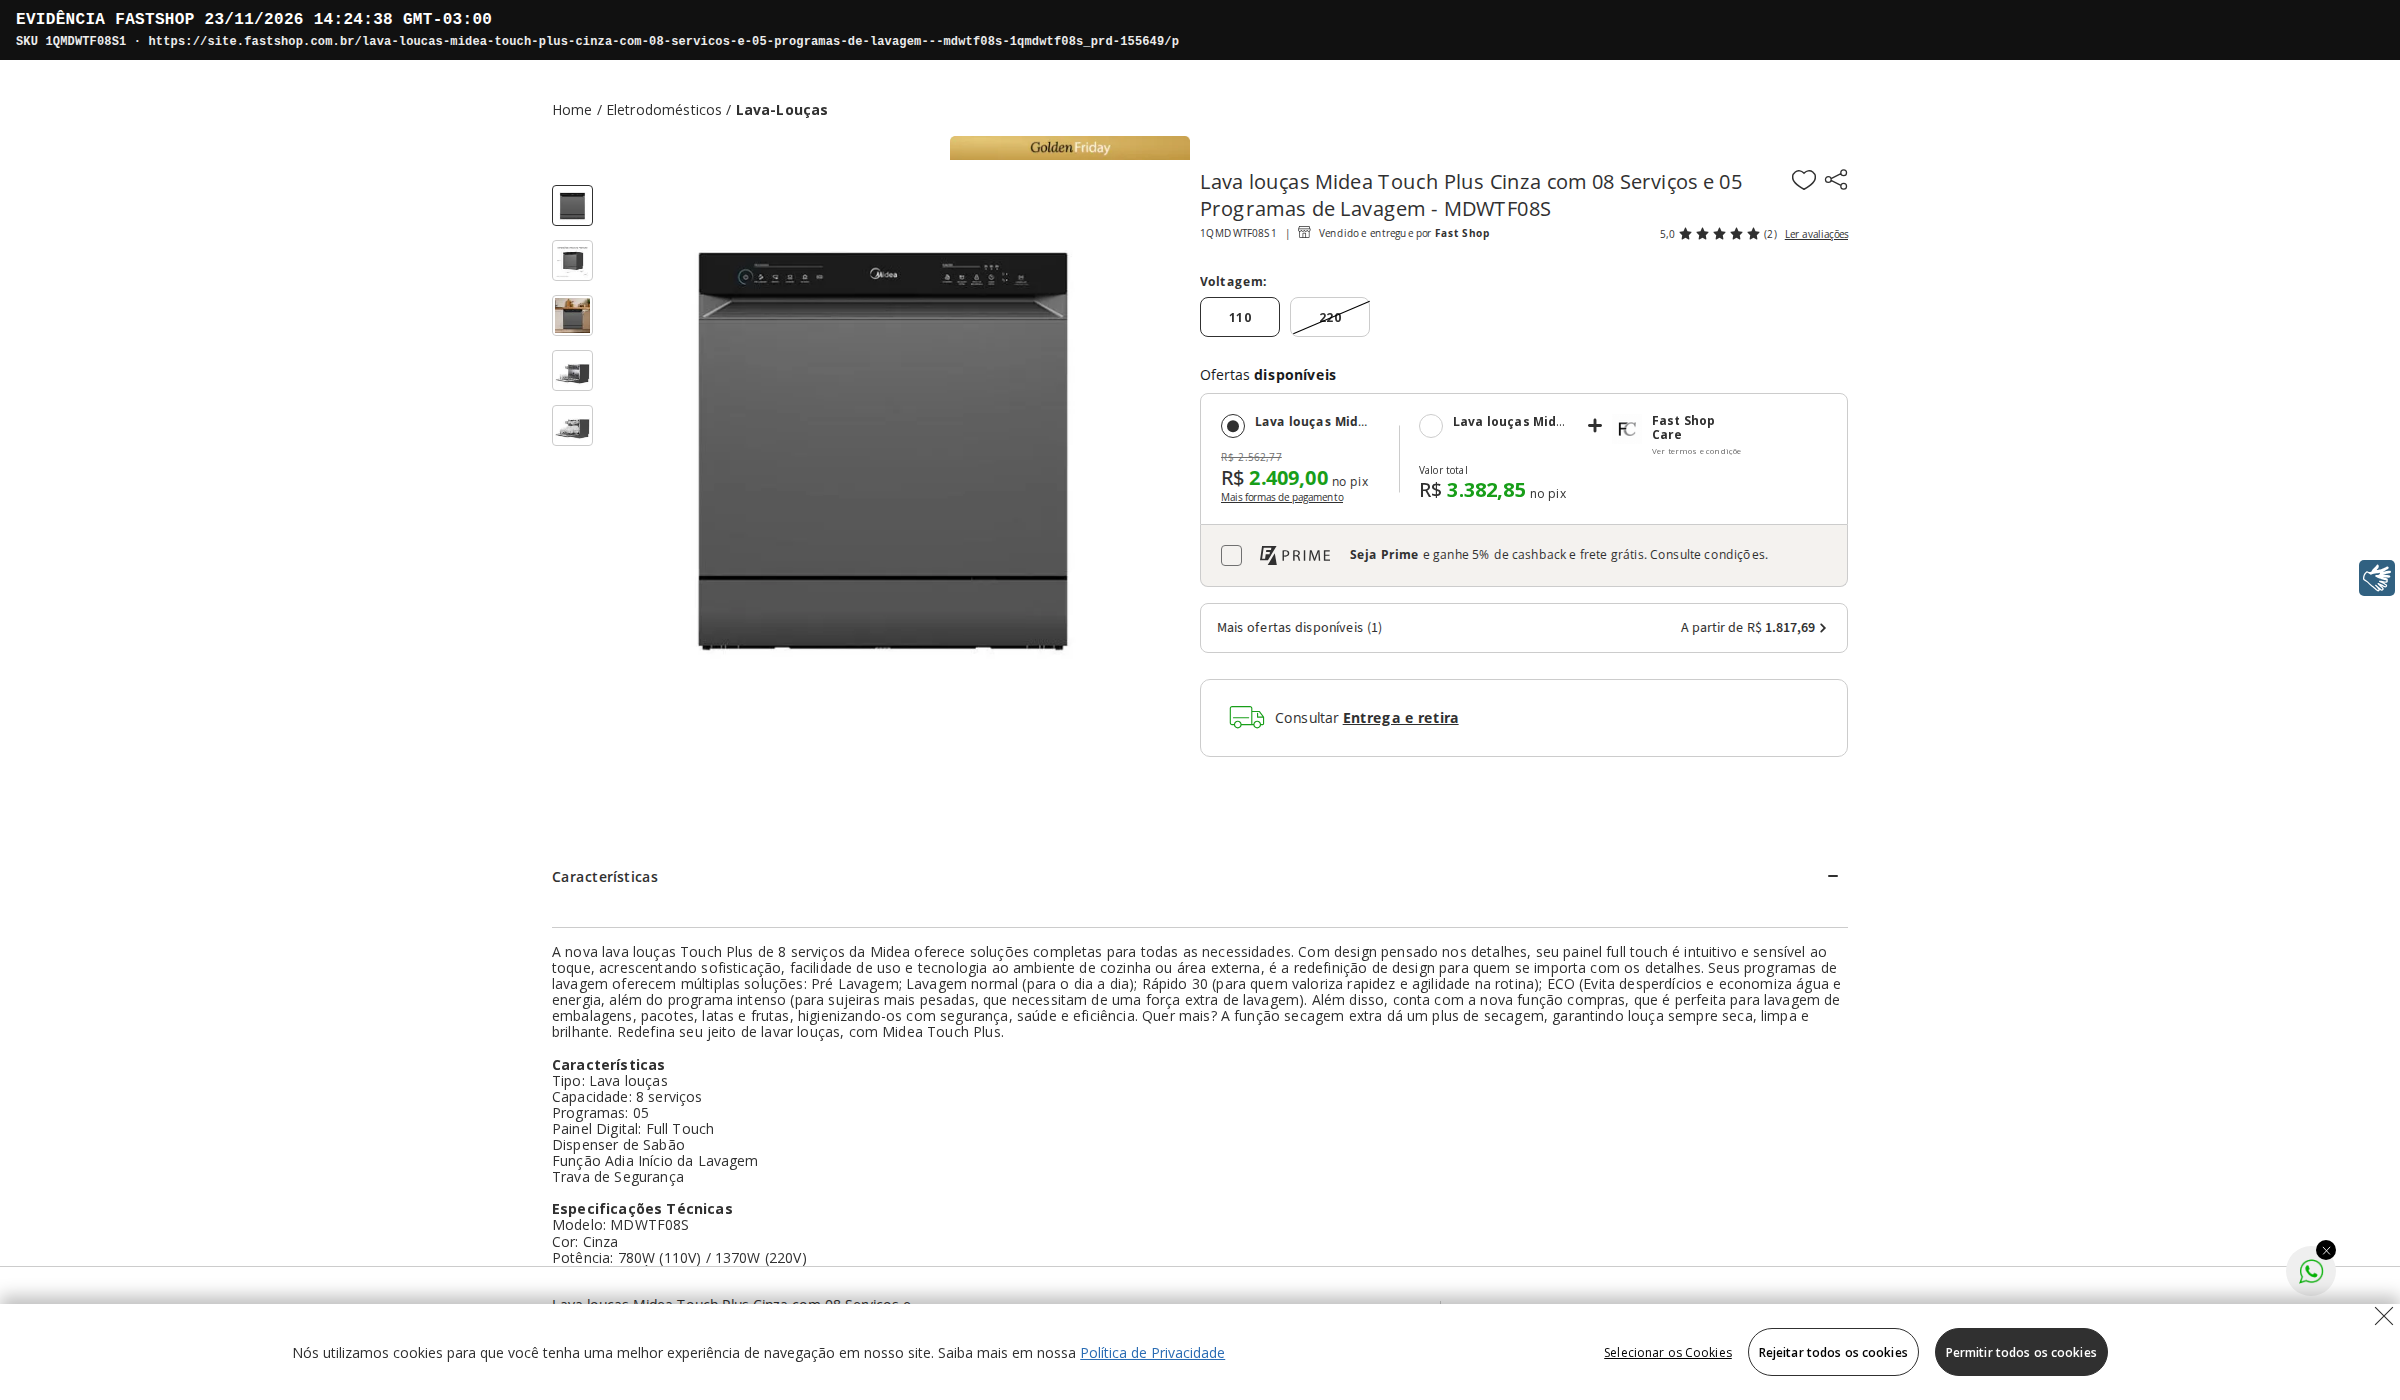 EVIDÊNCIA FASTSHOP 23/11/2026 14:24:38 GMT-03:00
SKU 1QMDWTF08S1 · https://site.fastshop.com.br/lava-loucas-midea-touch-plus-cinza-com-08-servicos-e-05-programas-de-lavagem---mdwtf08s-1qmdwtf08s_prd-155649/p
Home / Eletrodomésticos / Lava-Louças
Golden Friday
Lava louças Midea Touch Plus Cinza com 08 Serviços e 05
Programas de Lavagem - MDWTF08S
1QMDWTF08S1 | Vendido e entregue por Fast Shop
5,0 (2) Ler avaliações
Midea
Voltagem:
110 220
Ofertas disponíveis
Lava louças Mid...
R$ 2.562,77
R$ 2.409,00 no pix
Mais formas de pagamento
Lava louças Mid... + FC Fast Shop
Care
Ver termos e condiçõe
Valor total
R$ 3.382,85 no pix
PRIME Seja Prime e ganhe 5% de cashback e frete grátis. Consulte condições.
Mais ofertas disponíveis (1) A partir de R$ 1.817,69
Consultar Entrega e retira
Características
A nova lava louças Touch Plus de 8 serviços da Midea oferece soluções completas para todas as necessidades. Com design pensado nos detalhes, seu painel full touch é intuitivo e sensível ao
toque, acrescentando sofisticação, facilidade de uso e tecnologia ao ambiente de cozinha ou área externa, é a redefinição de design para quem se importa com os detalhes. Seus programas de
lavagem oferecem múltiplas soluções: Pré Lavagem; Lavagem normal (para o dia a dia); Rápido 30 (para quem valoriza rapidez e agilidade na rotina); ECO (Evita desperdícios e economiza água e
energia, além do programa intenso (para sujeiras mais pesadas, que necessitam de uma força extra de lavagem). Além disso, conta com a nova função compras, que é perfeita para lavagem de
embalagens, pacotes, latas e frutas, higienizando-os com segurança, saúde e eficiência. Quer mais? A função secagem extra dá um plus de secagem, garantindo louça sempre seca, limpa e
brilhante. Redefina seu jeito de lavar louças, com Midea Touch Plus.
Características
Tipo: Lava louças
Capacidade: 8 serviços
Programas: 05
Painel Digital: Full Touch
Dispenser de Sabão
Função Adia Início da Lavagem
Trava de Segurança
Especificações Técnicas
Modelo: MDWTF08S
Cor: Cinza
Potência: 780W (110V) / 1370W (220V)
Lava louças Midea Touch Plus Cinza com 08 Serviços e
Nós utilizamos cookies para que você tenha uma melhor experiência de navegação em nosso site. Saiba mais em nossa Política de Privacidade
Selecionar os Cookies
Rejeitar todos os cookies
Permitir todos os cookies